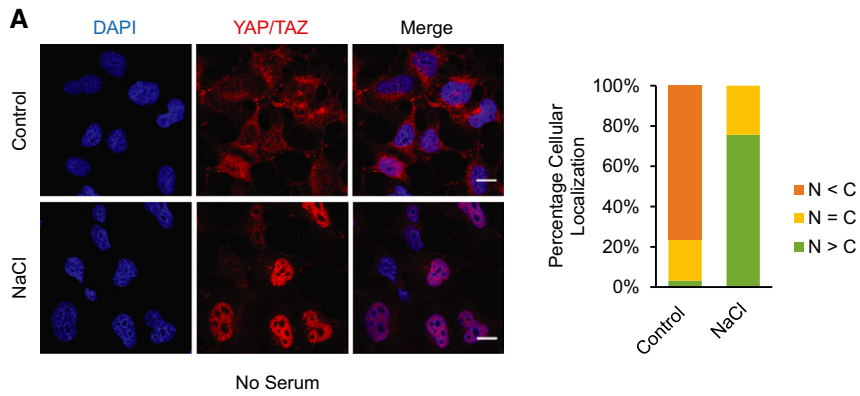 A
DAPI YAP/TAZ Merge
Control
NaCl
No Serum
Percentage Cellular
Localization
100%
80%
60%
40%
20%
0%
Control NaCl
N < C
N = C
N > C